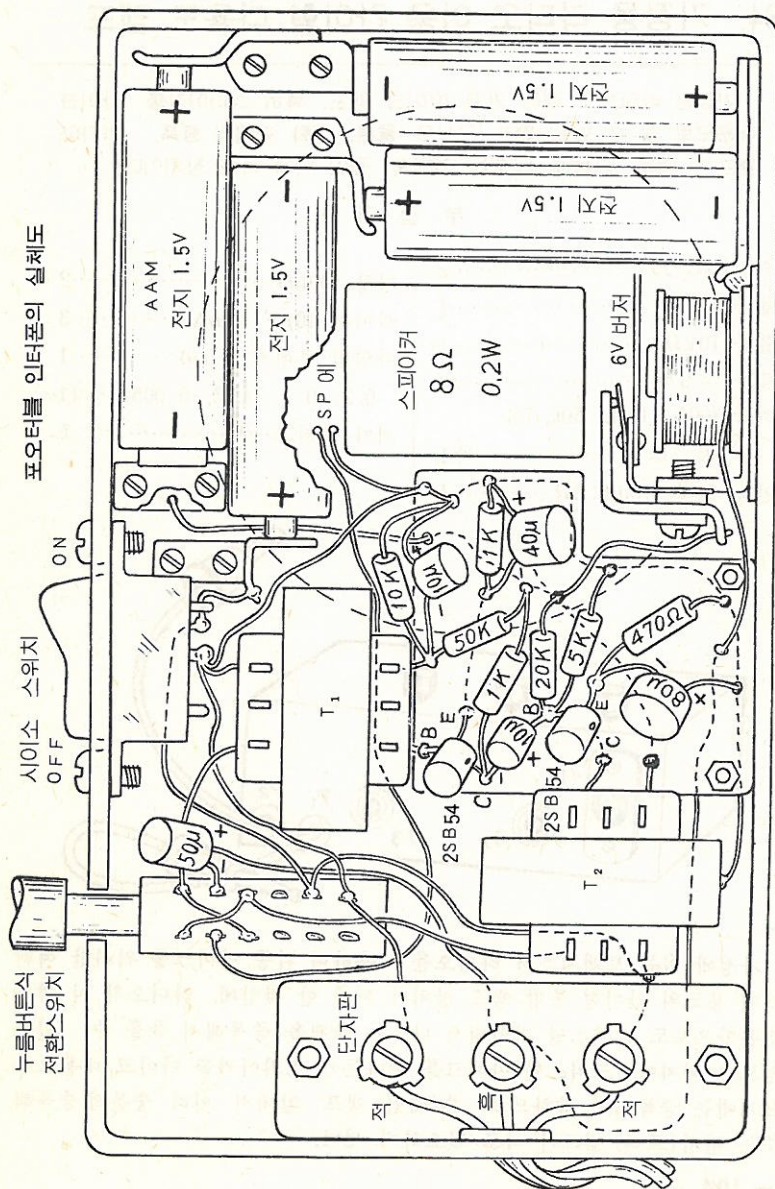 포오터블 인터폰의 실체도
누름버튼식
전환스위치
시이소 스위치
OFF
ON
AAM
전지 1.5V
전지 1.5V
전지 1.5V
전지 1.5V
SP에
스피이커
8Ω
0.2W
6V 버저
T₁
T₂
50μ
+
-
10K
10μ
1K
40μ
+
50K
1K
20K
5K
470Ω
10μ
+
80μ
+
B
E
C
2SB54
B
E
C
2SB54
단자판
적
흑
적